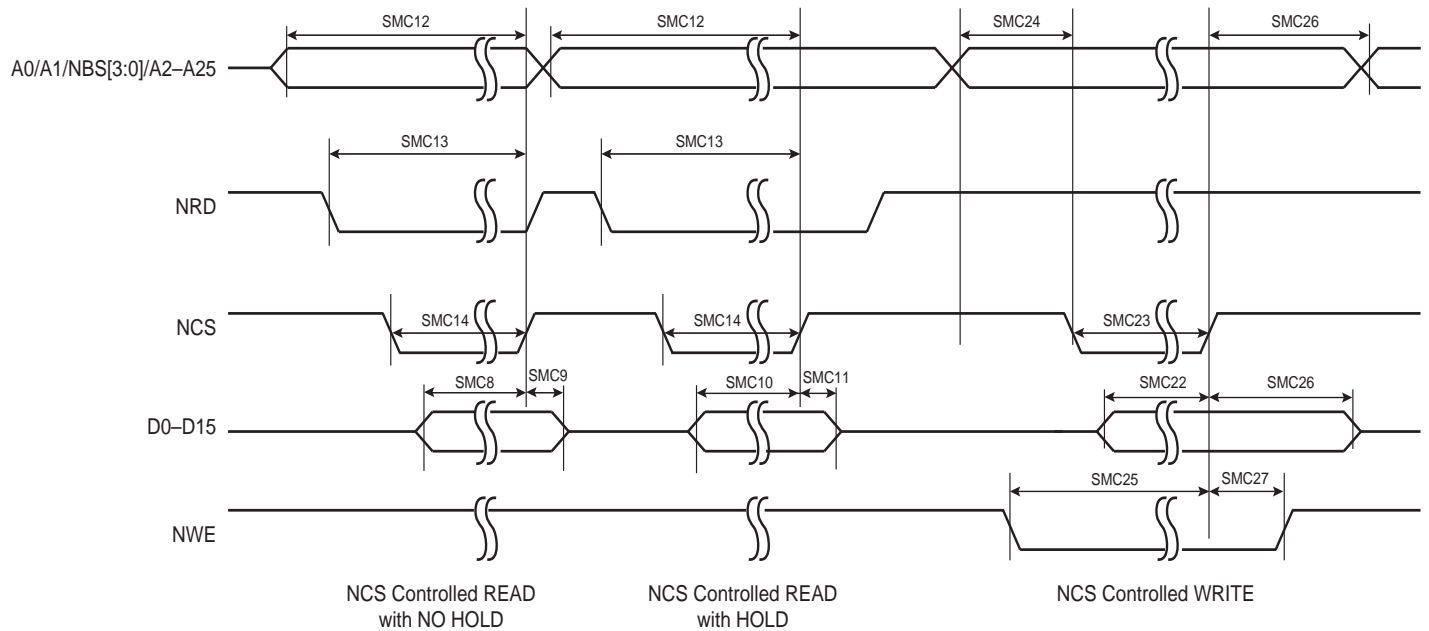 SMC12
SMC12
SMC24
SMC26
A0/A1/NBS[3:0]/A2–A25
SMC13
SMC13
NRD
SMC14
SMC14
SMC23
NCS
SMC8
SMC9
SMC10
SMC11
SMC22
SMC26
D0–D15
SMC25
SMC27
NWE
NCS Controlled READ
with NO HOLD
NCS Controlled READ
with HOLD
NCS Controlled WRITE